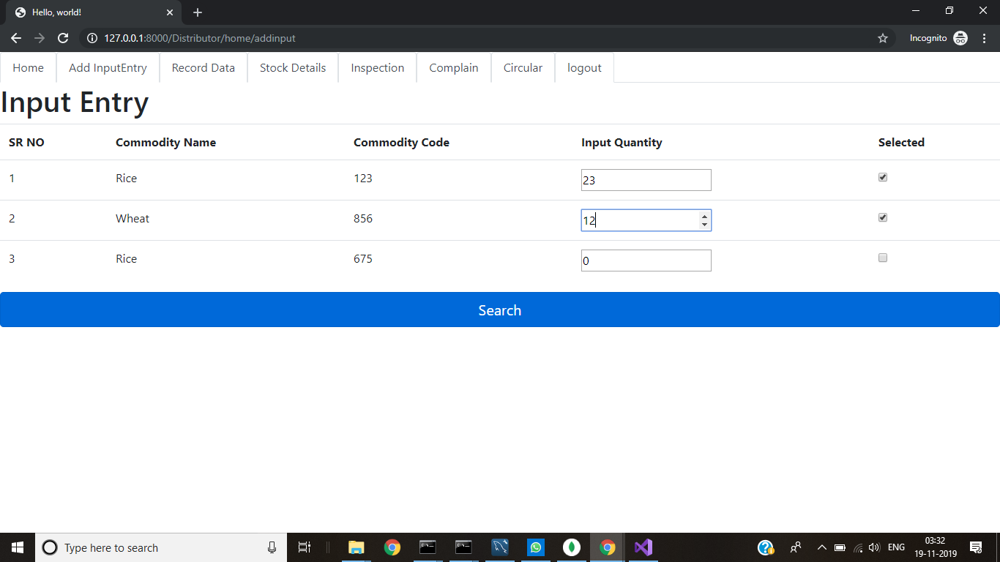 Hello, world!
127.0.0.1:8000/Distributor/home/addinput
Incognito
Home Add InputEntry Record Data Stock Details Inspection Complain Circular logout
Input Entry
SR NO Commodity Name Commodity Code Input Quantity Selected
1 Rice 123 23
2 Wheat 856 12
3 Rice 675 0
Search
Type here to search
ENG
03:32
19-11-2019